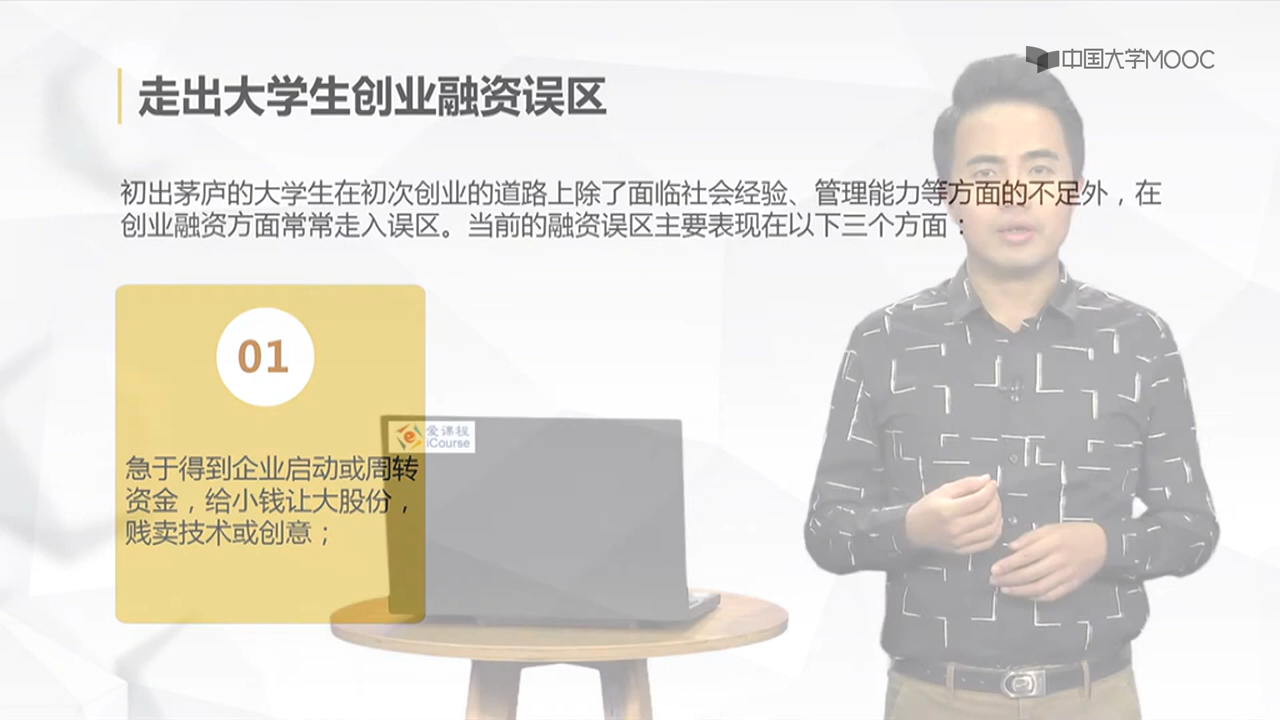 中国大学MOOC
走出大学生创业融资误区
初出茅庐的大学生在初次创业的道路上除了面临社会经验、管理能力等方面的不足外，在
创业融资方面常常走入误区。当前的融资误区主要表现在以下三个方面：
01
急于得到企业启动或周转
资金，给小钱让大股份，
贱卖技术或创意；
爱课程
iCourse